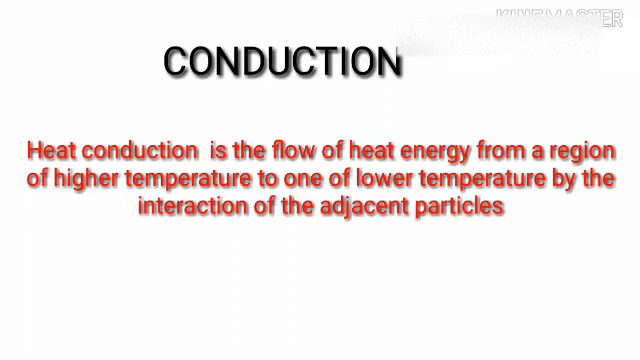 KINEMASTER
CONDUCTION
Heat conduction is the flow of heat energy from a region
of higher temperature to one of lower temperature by the
interaction of the adjacent particles